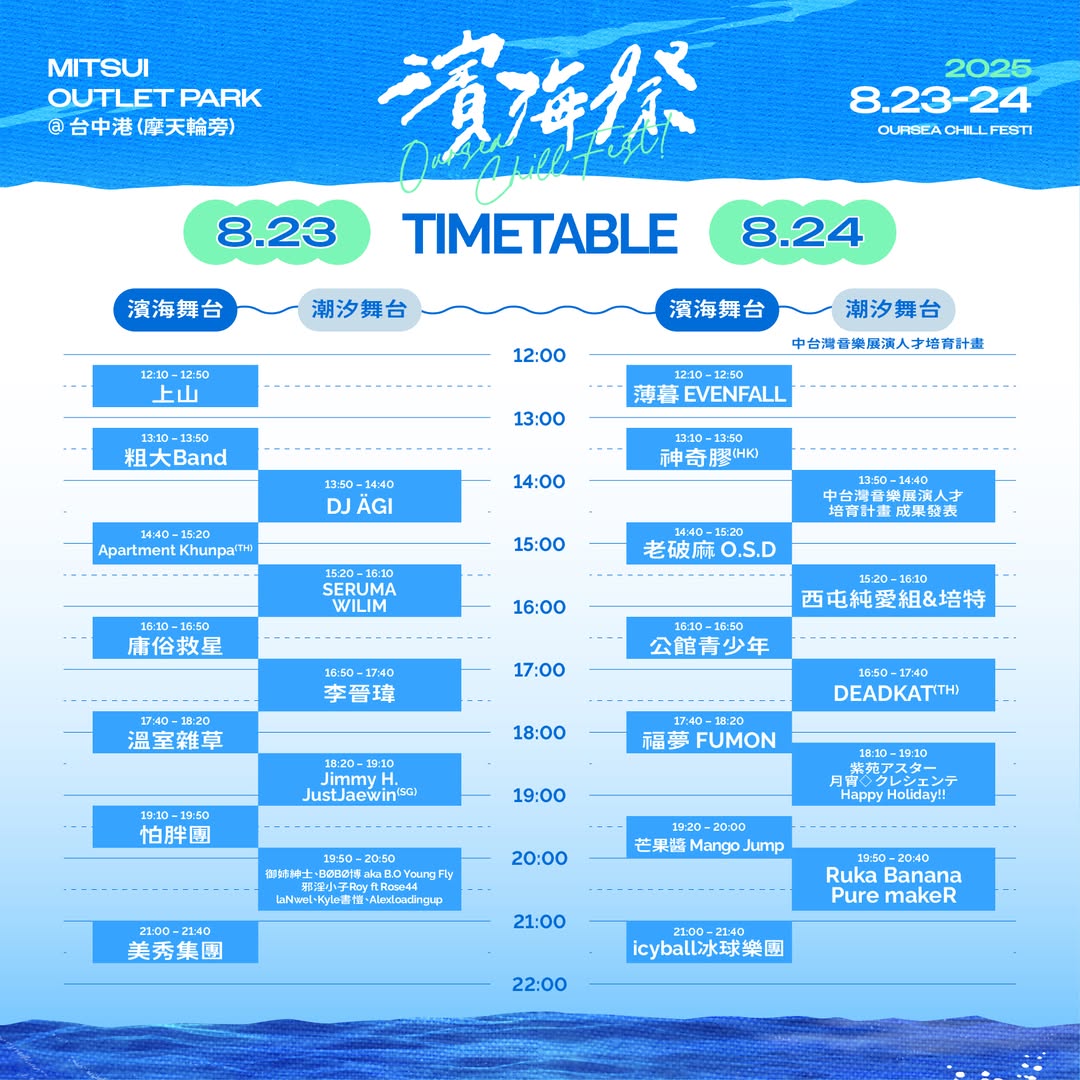 MITSUI
OUTLET PARK
@ 台中港 (摩天輪旁)
濱海祭
Oursea Chill Fest!
2025
8.23-24
OURSEA CHILL FEST!
8.23
TIMETABLE
8.24
濱海舞台
潮汐舞台
濱海舞台
潮汐舞台
中台灣音樂展演人才培育計畫
12:00
13:00
14:00
15:00
16:00
17:00
18:00
19:00
20:00
21:00
22:00
12:10 – 12:50
上山
13:10 – 13:50
粗大Band
13:50 – 14:40
DJ ÄGI
14:40 – 15:20
Apartment Khunpa(TH)
15:20 – 16:10
SERUMA
WILIM
16:10 – 16:50
庸俗救星
16:50 – 17:40
李晉瑋
17:40 – 18:20
溫室雜草
18:20 – 19:10
Jimmy H.
JustJaewin(SG)
19:10 – 19:50
怕胖團
19:50 – 20:50
御姉紳士、BØBØ博 aka B.O Young Fly
邪淫小子Roy ft Rose44
laNwel、Kyle書愷、Alexloadingup
21:00 – 21:40
美秀集團
12:10 – 12:50
薄暮 EVENFALL
13:10 – 13:50
神奇膠(HK)
13:50 – 14:40
中台灣音樂展演人才
培育計畫 成果發表
14:40 – 15:20
老破麻 O.S.D
15:20 – 16:10
西屯純愛組&培特
16:10 – 16:50
公館青少年
16:50 – 17:40
DEADKAT(TH)
17:40 – 18:20
福夢 FUMON
18:10 – 19:10
紫苑アスター
月宵◇クレシェンテ
Happy Holiday!!
19:20 – 20:00
芒果醬 Mango Jump
19:50 – 20:40
Ruka Banana
Pure makeR
21:00 – 21:40
icyball冰球樂團